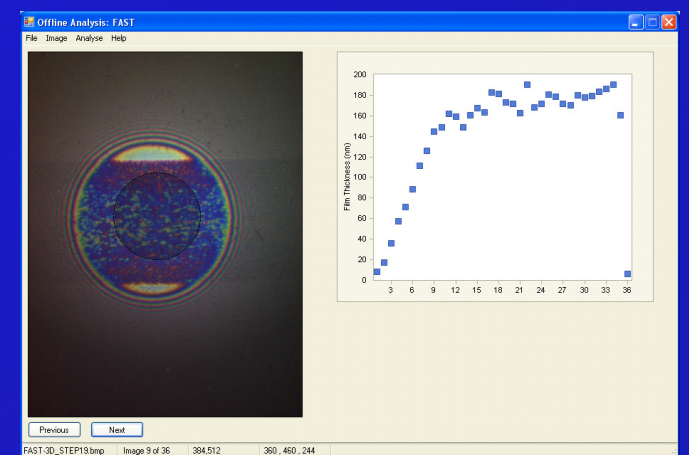 Offline Analysis: FAST
File Image Analyse Help
200
180
160
140
120
100
80
60
40
20
0
Film Thickness (nm)
3 6 9 12 15 18 21 24 27 30 33 36
Previous Next
FAST-3D_STEP19.bmp Image 9 of 36 384,512 360 , 460 , 244